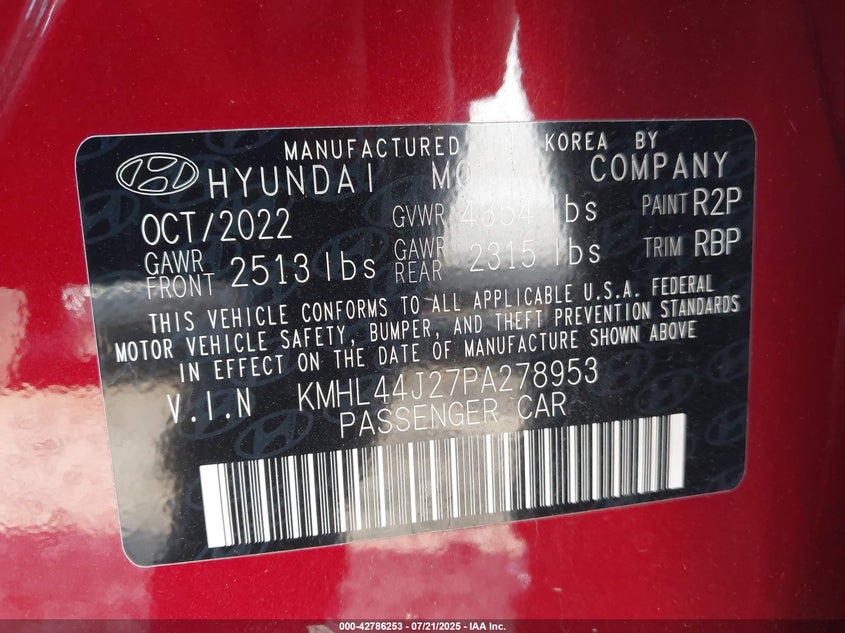 MANUFACTURED KOREA BY
HYUNDAI MO COMPANY
OCT/2022 GVWR 4354 lbs PAINT R2P
GAWR FRONT 2513 lbs GAWR REAR 2315 lbs TRIM RBP
THIS VEHICLE CONFORMS TO ALL APPLICABLE U.S.A. FEDERAL
MOTOR VEHICLE SAFETY, BUMPER, AND THEFT PREVENTION STANDARDS
IN EFFECT ON THE DATE OF MANUFACTURE SHOWN ABOVE
V.I.N KMHL44J27PA278953
PASSENGER CAR
000-42786253 - 07/21/2025 - IAA Inc.